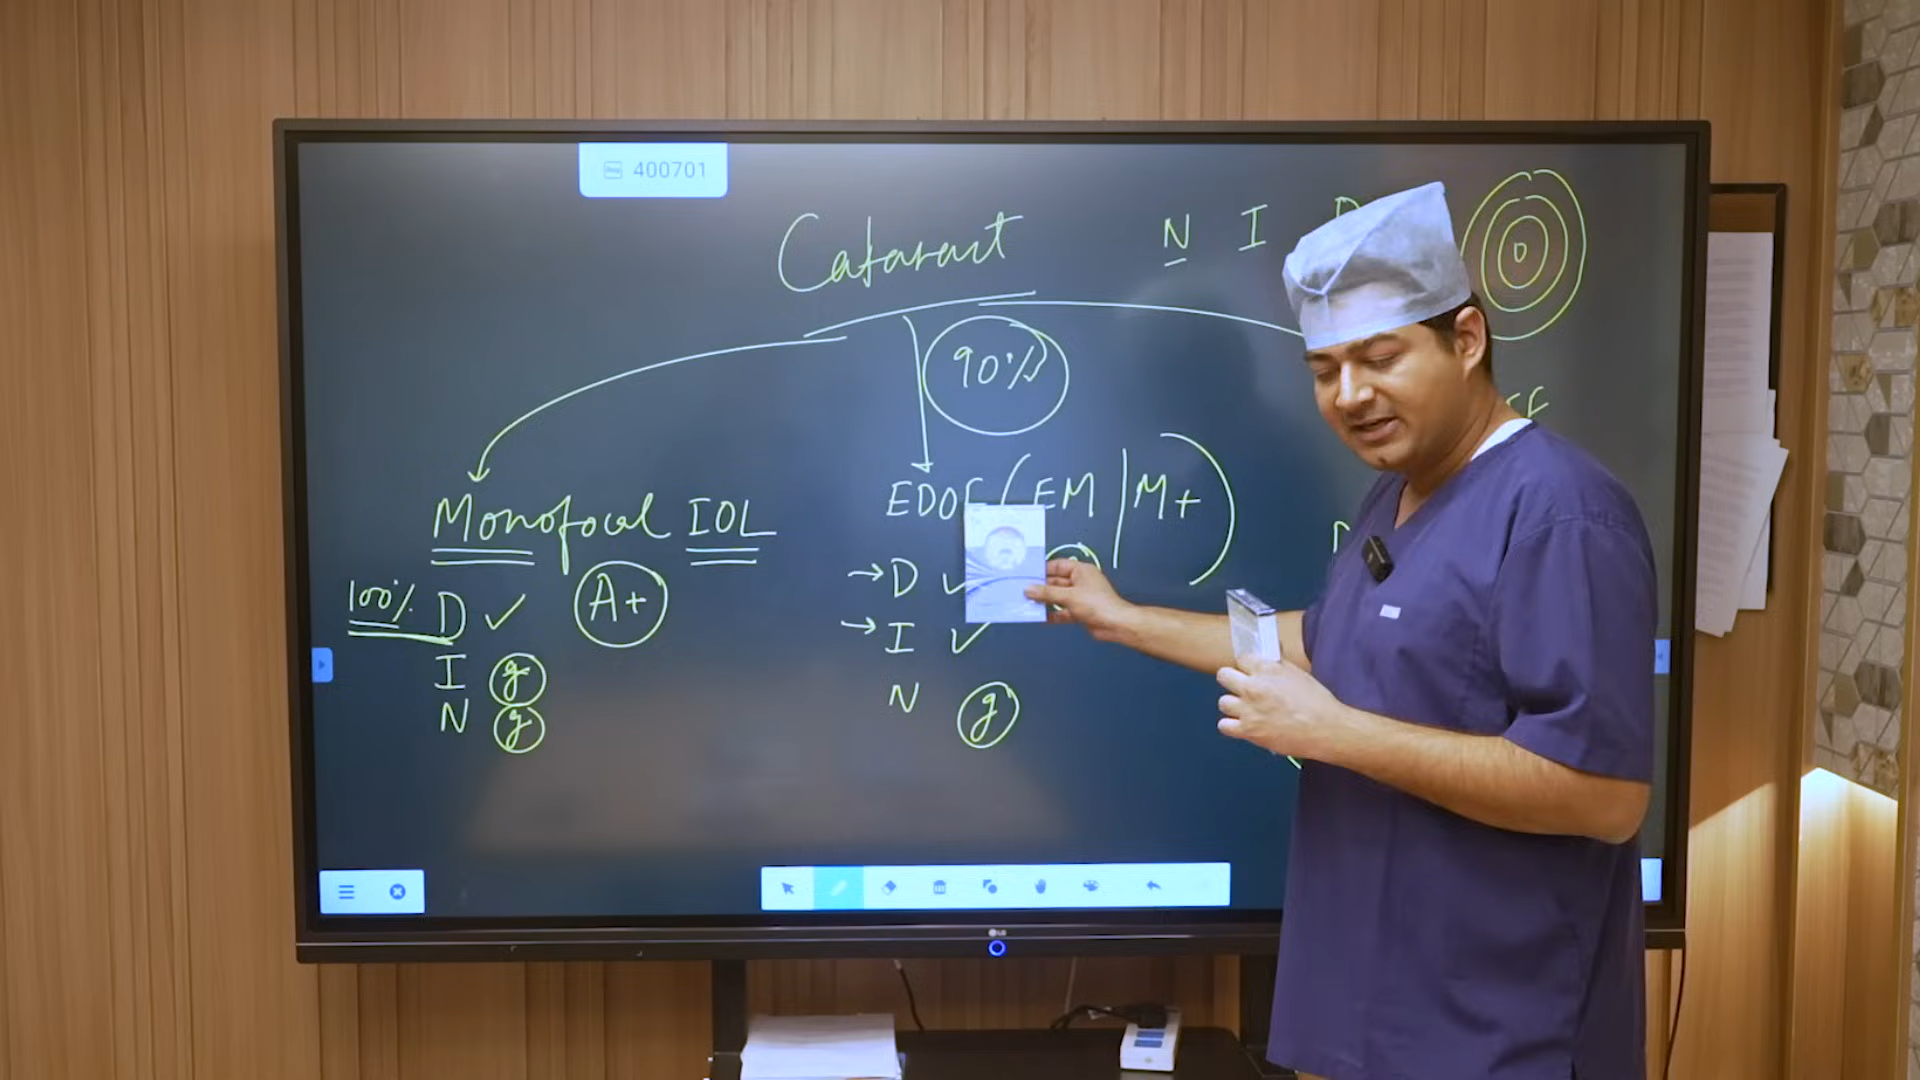 400701
Cataract
N I
D
90%
Monofocal IOL
100% D ✓ A+
I g
N g
EDOF (EM | M+)
→ D ✓
→ I ✓
N g
LG